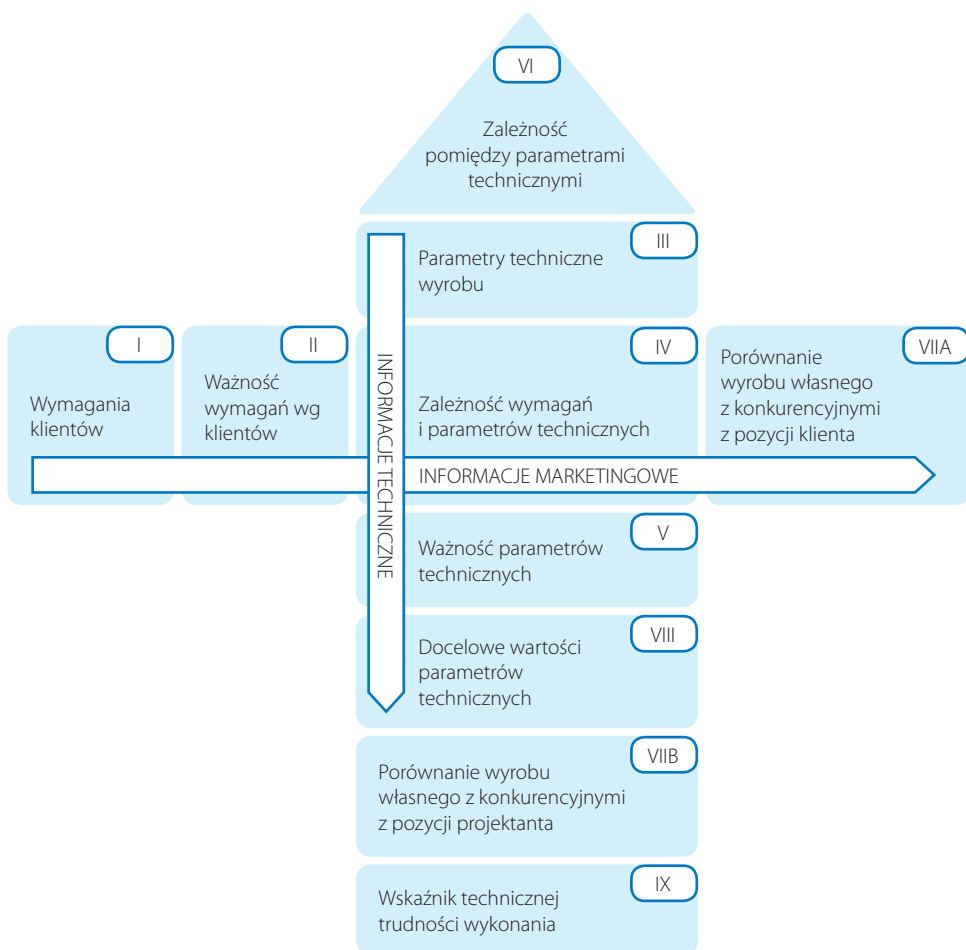 VI
Zależność
pomiędzy parametrami
technicznymi
III
Parametry techniczne
wyrobu
I
Wymagania
klientów
II
Ważność
wymagań wg
klientów
IV
Zależność wymagań
i parametrów technicznych
VIIA
Porównanie
wyrobu własnego
z konkurencyjnymi
z pozycji klienta
INFORMACJE TECHNICZNE
INFORMACJE MARKETINGOWE
V
Ważność parametrów
technicznych
VIII
Docelowe wartości
parametrów
technicznych
VIIB
Porównanie wyrobu
własnego z konkurencyjnymi
z pozycji projektanta
IX
Wskaźnik technicznej
trudności wykonania